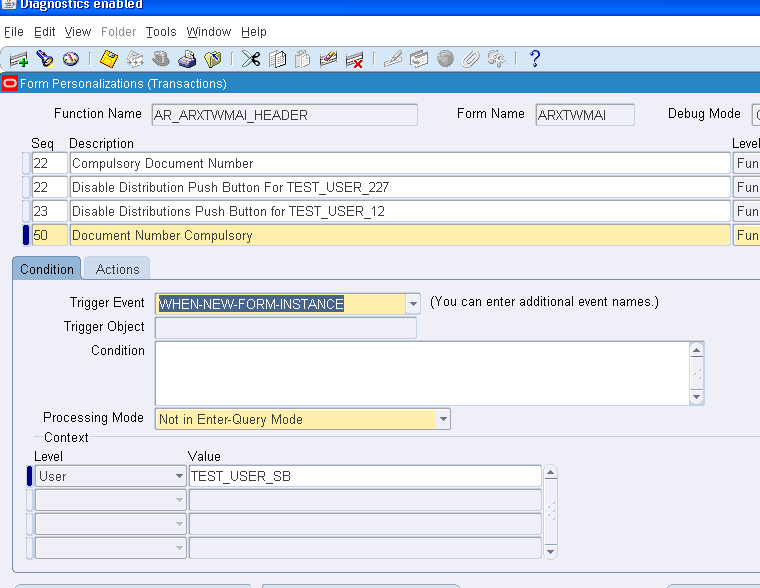 Diagnostics enabled
File Edit View Folder Tools Window Help
Form Personalizations (Transactions)
Function Name AR_ARXTWMAI_HEADER Form Name ARXTWMAI Debug Mode
Seq Description Level
22 Compulsory Document Number Fun
22 Disable Distribution Push Button For TEST_USER_227 Fun
23 Disable Distributions Push Button for TEST_USER_12 Fun
50 Document Number Compulsory Fun
Condition Actions
Trigger Event WHEN-NEW-FORM-INSTANCE (You can enter additional event names.)
Trigger Object
Condition
Processing Mode Not in Enter-Query Mode
Context
Level Value
User TEST_USER_SB